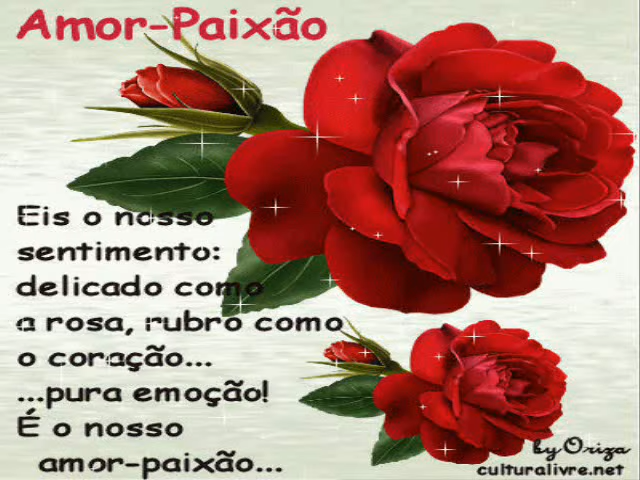 Amor-Paixão
Eis o nosso
sentimento:
delicado como
a rosa, rubro como
o coração...
...pura emoção!
É o nosso
amor-paixão...
by Oriza
culturalivre.net